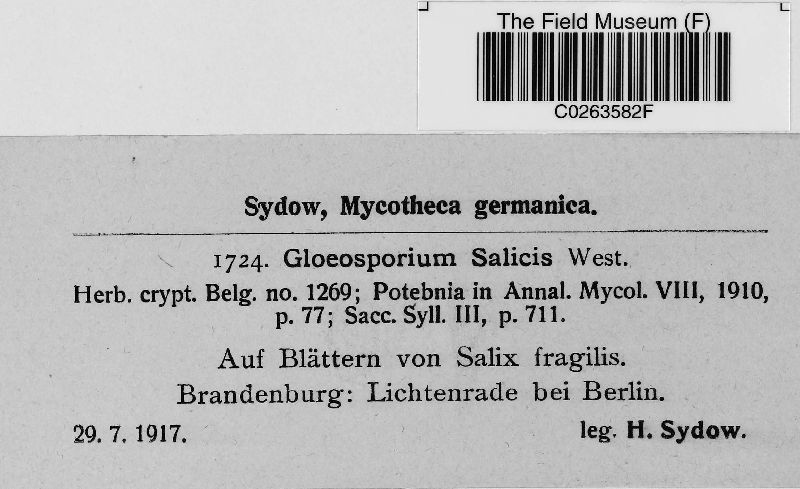 The Field Museum (F)
C0263582F
Sydow, Mycotheca germanica.
1724. Gloeosporium Salicis West.
Herb. crypt. Belg. no. 1269; Potebnia in Annal. Mycol. VIII, 1910,
p. 77; Sacc. Syll. III, p. 711.
Auf Blättern von Salix fragilis.
Brandenburg: Lichtenrade bei Berlin.
29. 7. 1917. leg. H. Sydow.